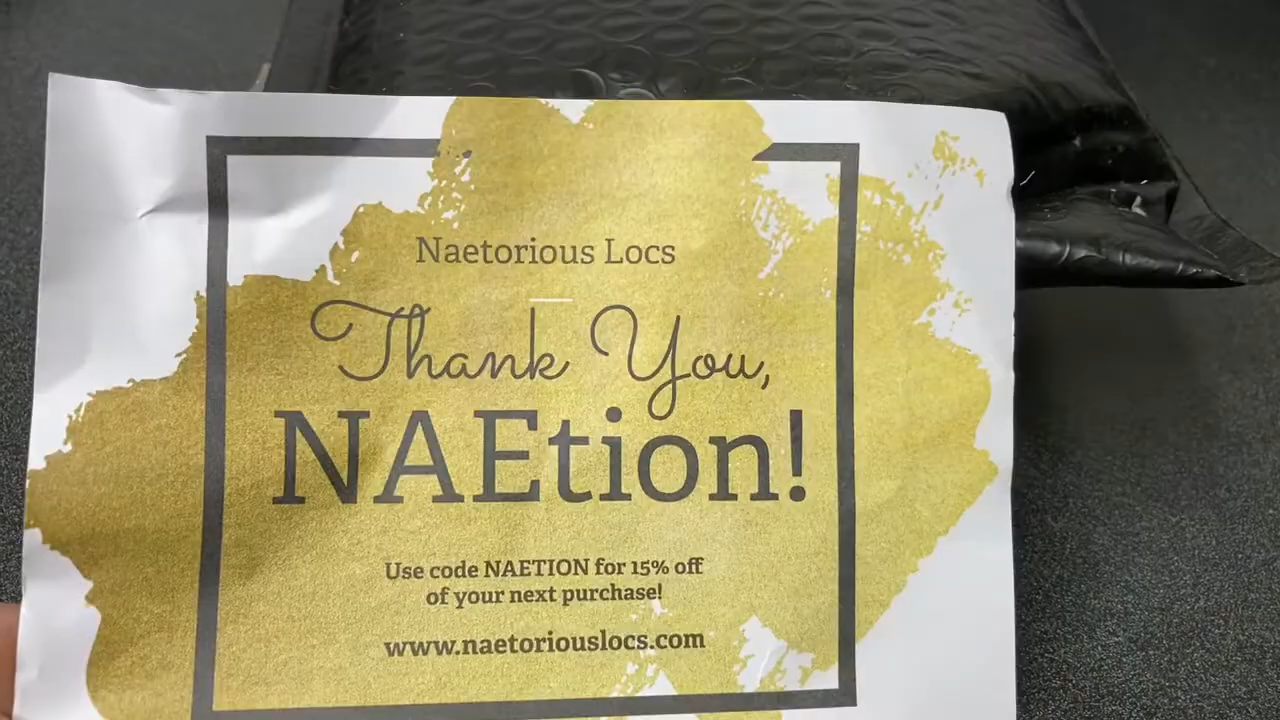 Naetorious Locs
Thank You,
NAEtion!
Use code NAETION for 15% off
of your next purchase!
www.naetoriouslocs.com